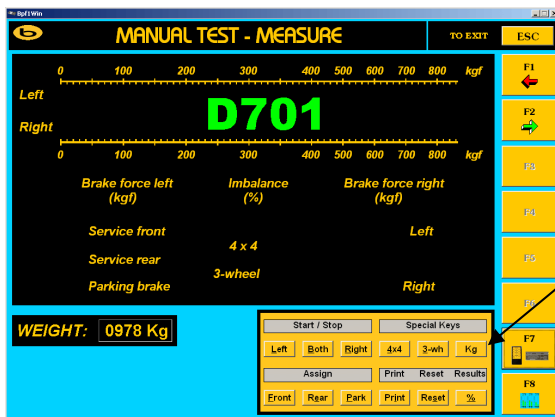 Bpf1Win
b MANUAL TEST - MEASURE TO EXIT ESC
0 100 200 300 400 500 600 700 800 kgf
Left
D701
Right
0 100 200 300 400 500 600 700 800 kgf
Brake force left Imbalance Brake force right
(kgf) (%) (kgf)
Service front Left
4 x 4
Service rear
3-wheel
Parking brake Right
WEIGHT: 0978 Kg
Start / Stop Special Keys
Left Both Right 4x4 3-wh Kg
Assign Print Reset Results
Front Rear Park Print Reset %
F1
F2
F3
F4
F5
F6
F7
F8